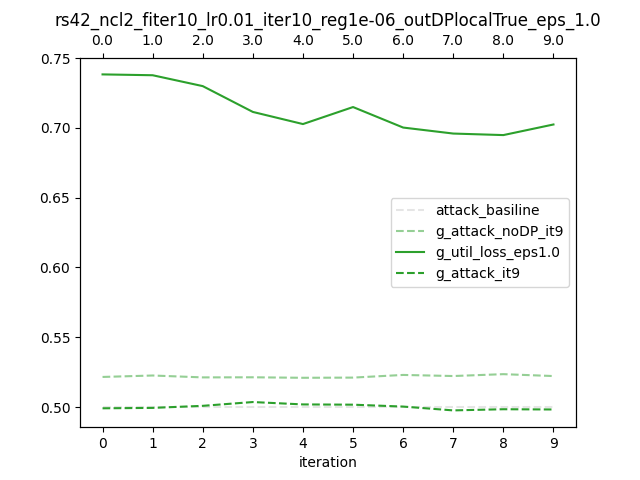 rs42_ncl2_fiter10_lr0.01_iter10_reg1e-06_outDPlocalTrue_eps_1.0
0.0 1.0 2.0 3.0 4.0 5.0 6.0 7.0 8.0 9.0
0.75
0.70
0.65
0.60
0.55
0.50
attack_basiline
g_attack_noDP_it9
g_util_loss_eps1.0
g_attack_it9
0 1 2 3 4 5 6 7 8 9
iteration